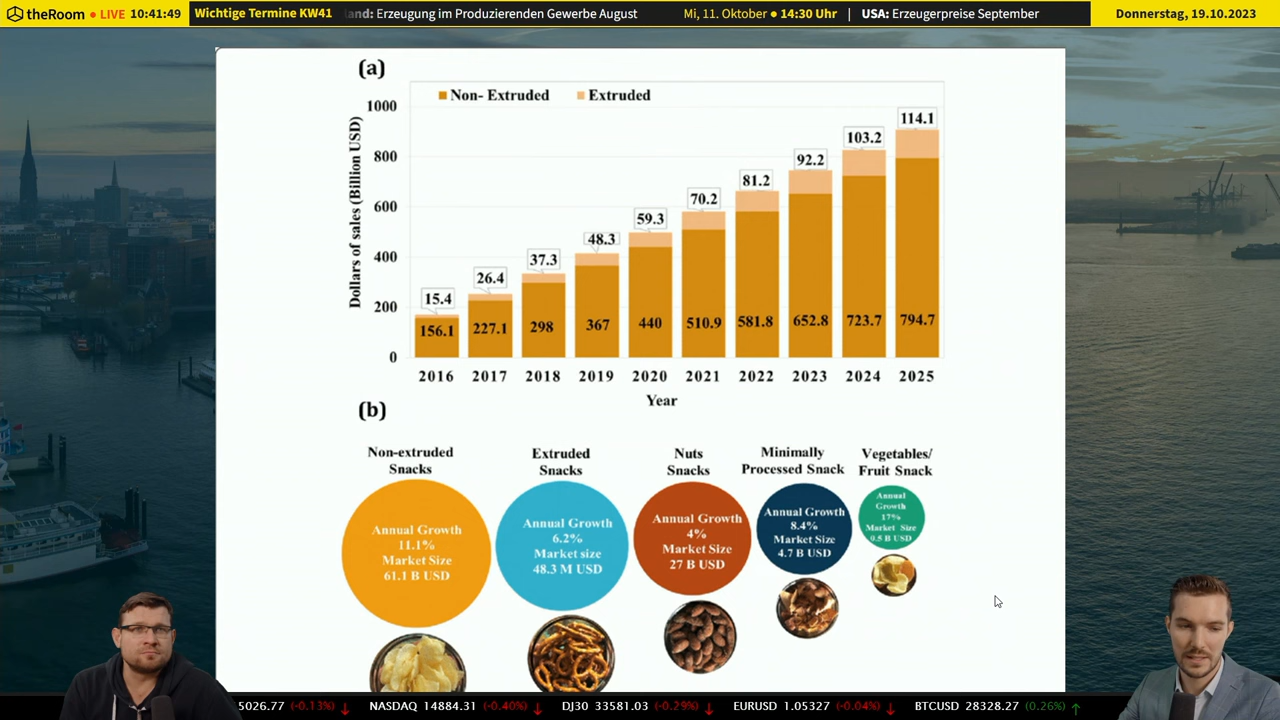 theRoom ● LIVE 10:41:49
Wichtige Termine KW41
and: Erzeugung im Produzierenden Gewerbe August
Mi, 11. Oktober ● 14:30 Uhr | USA: Erzeugerpreise September
Donnerstag, 19.10.2023
(a)
Non- Extruded Extruded
Dollars of sales (Billion USD)
1000
800
600
400
200
0
15.4 26.4 37.3 48.3 59.3 70.2 81.2 92.2 103.2 114.1
156.1 227.1 298 367 440 510.9 581.8 652.8 723.7 794.7
2016 2017 2018 2019 2020 2021 2022 2023 2024 2025
Year
(b)
Non-extruded
Snacks
Annual Growth
11.1%
Market Size
61.1 B USD
Extruded
Snacks
Annual Growth
6.2%
Market size
48.3 M USD
Nuts
Snacks
Annual Growth
4%
Market Size
27 B USD
Minimally
Processed Snack
Annual Growth
8.4%
Market Size
4.7 B USD
Vegetables/
Fruit Snack
Annual
Growth
17%
Market Size
0.5 B USD
5026.77 (-0.13%) ↓ NASDAQ 14884.31 (-0.40%) ↓ DJ30 33581.03 (-0.29%) ↓ EURUSD 1.05327 (-0.04%) ↓ BTCUSD 28328.27 (0.26%) ↑